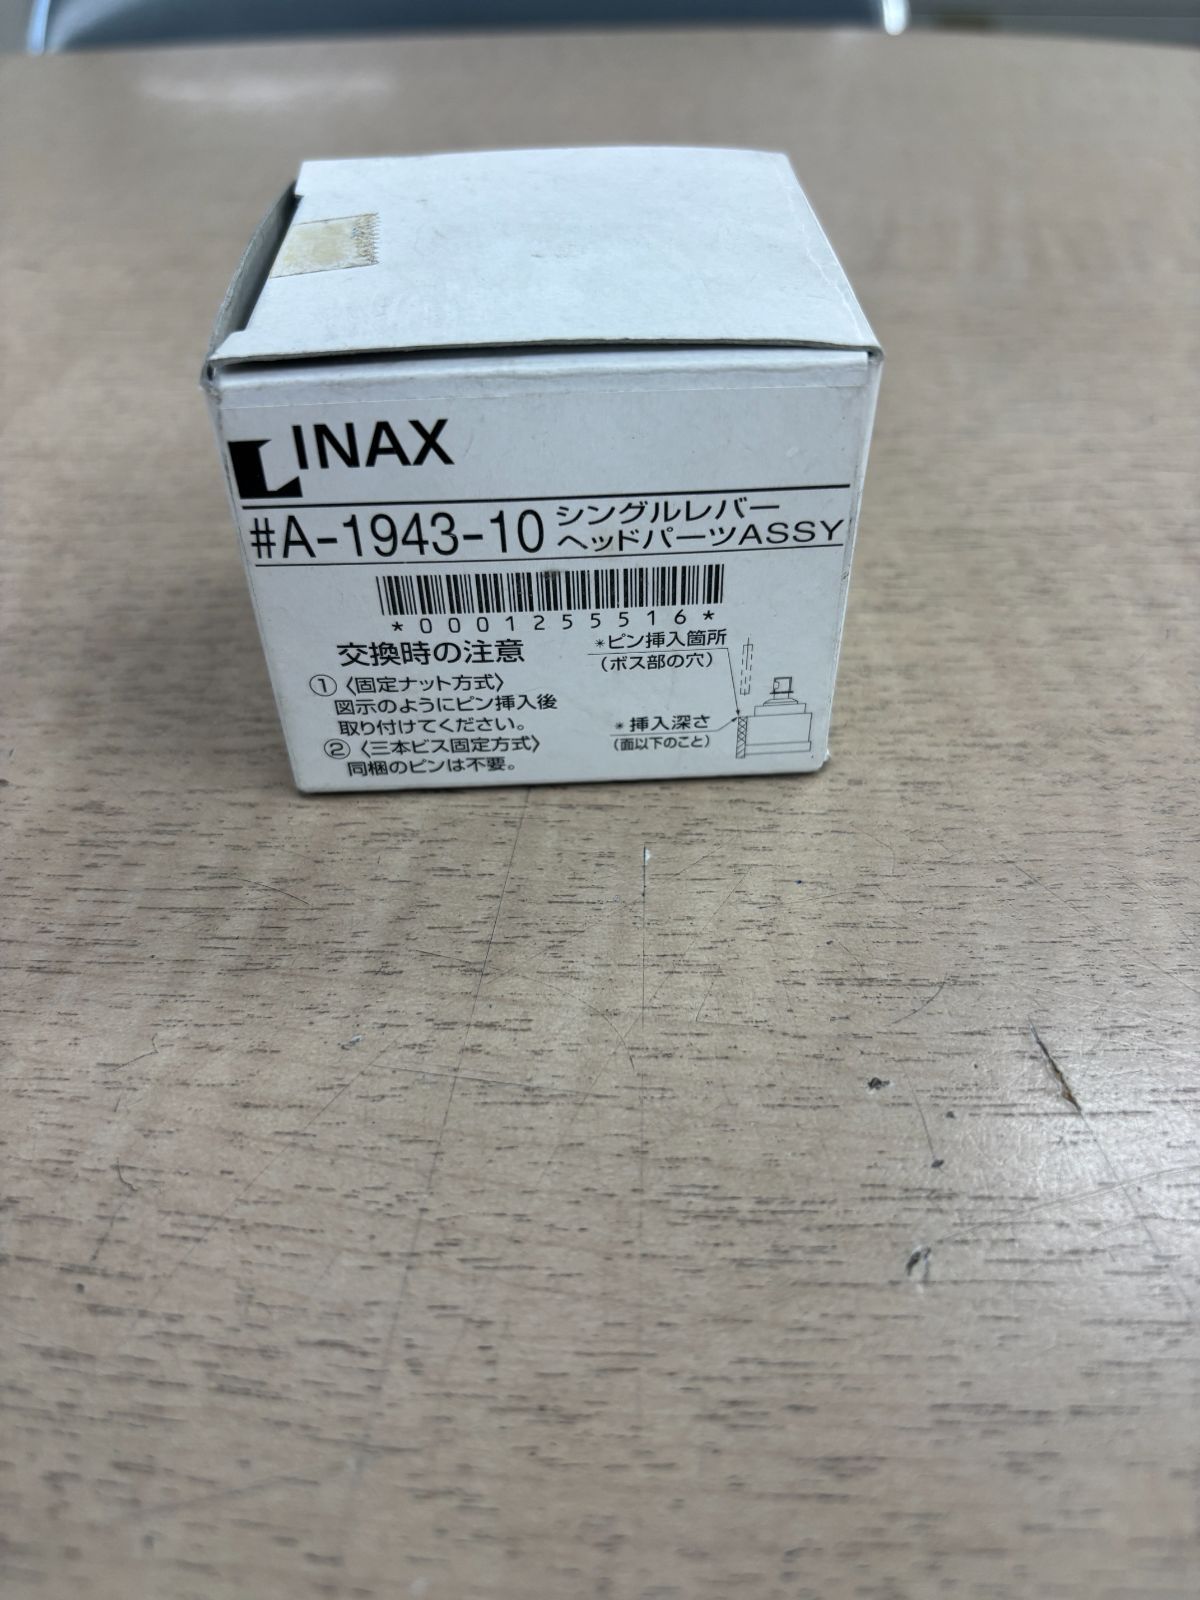 INAX
#A-1943-10 シングルレバー
ヘッドパーツASSY
*0001255516*
交換時の注意
① 〈固定ナット方式〉
図示のようにピン挿入後
取り付けてください。
② 〈三本ビス固定方式〉
同梱のピンは不要。
*ピン挿入箇所
(ボス部の穴)
*挿入深さ
(面以下のこと)